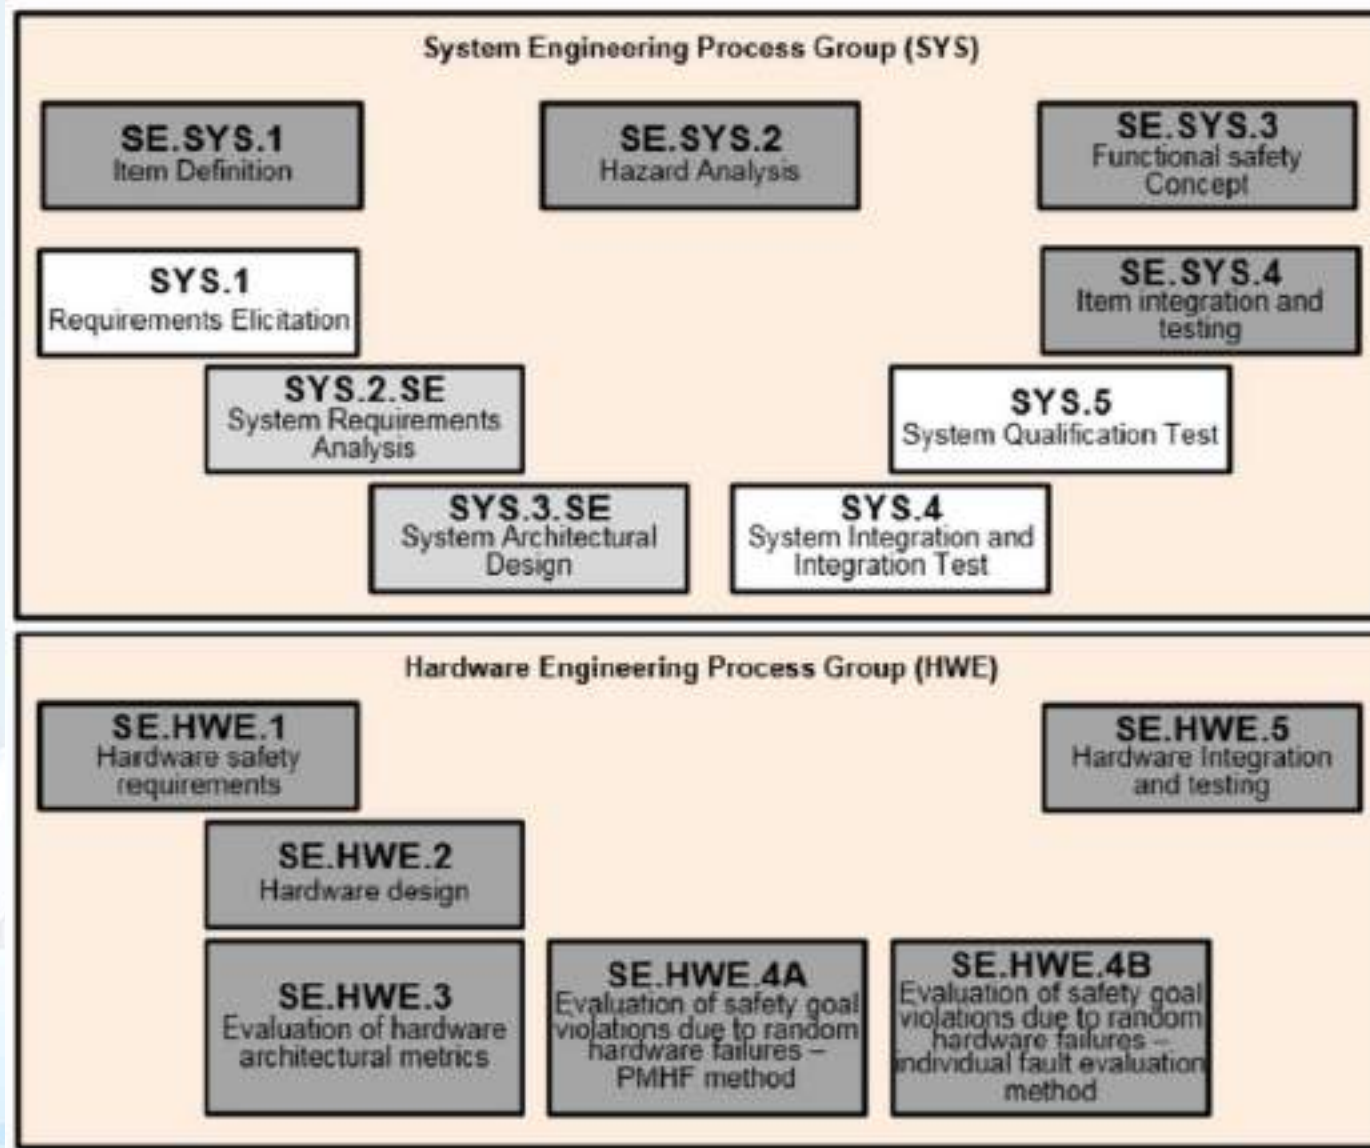 System Engineering Process Group (SYS)
SE.SYS.1
Item Definition
SE.SYS.2
Hazard Analysis
SE.SYS.3
Functional safety
Concept
SYS.1
Requirements Elicitation
SE.SYS.4
Item integration and
testing
SYS.2.SE
System Requirements
Analysis
SYS.5
System Qualification Test
SYS.3.SE
System Architectural
Design
SYS.4
System Integration and
Integration Test
Hardware Engineering Process Group (HWE)
SE.HWE.1
Hardware safety
requirements
SE.HWE.5
Hardware Integration
and testing
SE.HWE.2
Hardware design
SE.HWE.3
Evaluation of hardware
architectural metrics
SE.HWE.4A
Evaluation of safety goal
violations due to random
hardware failures –
PMHF method
SE.HWE.4B
Evaluation of safety goal
violations due to random
hardware failures –
individual fault evaluation
method